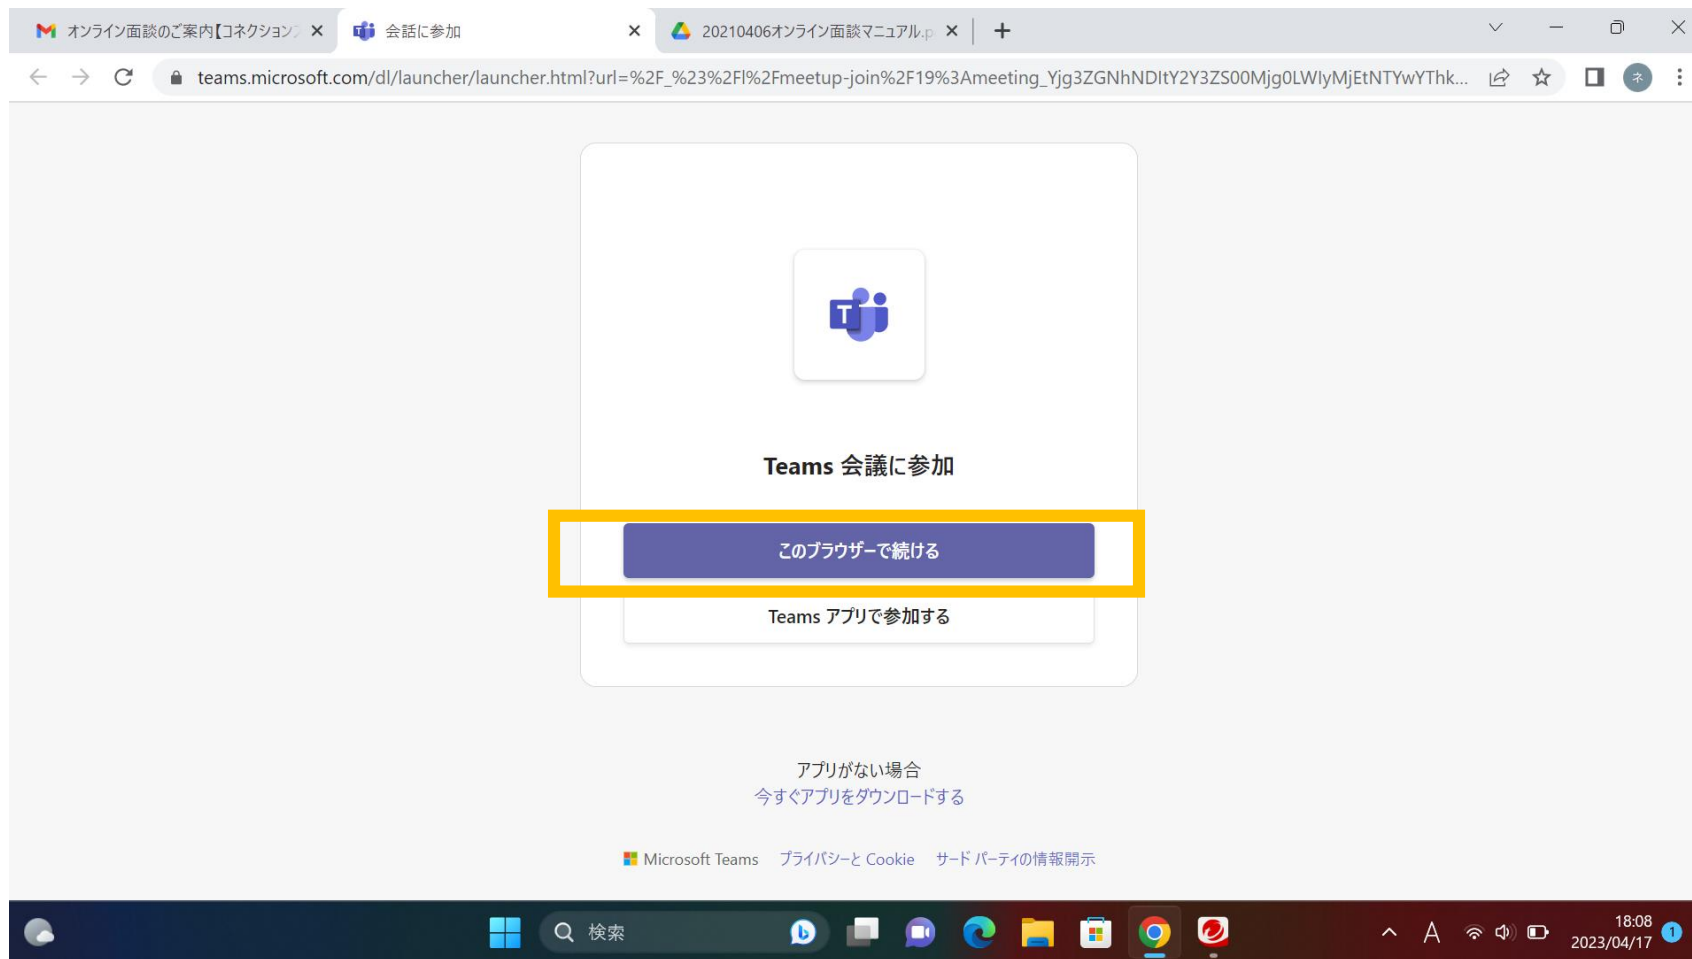 オンライン面談のご案内【コネクション
会話に参加
20210406オンライン面談マニュアル.p
teams.microsoft.com/dl/launcher/launcher.html?url=%2F_%23%2Fl%2Fmeetup-join%2F19%3Ameeting_Yjg3ZGNhNDItY2Y3ZS00Mjg0LWIyMjEtNTYwYThk...
ネ
T
Teams 会議に参加
このブラウザーで続ける
Teams アプリで参加する
アプリがない場合
今すぐアプリをダウンロードする
Microsoft Teams プライバシーと Cookie サード パーティの情報開示
検索
A
18:08
2023/04/17
1